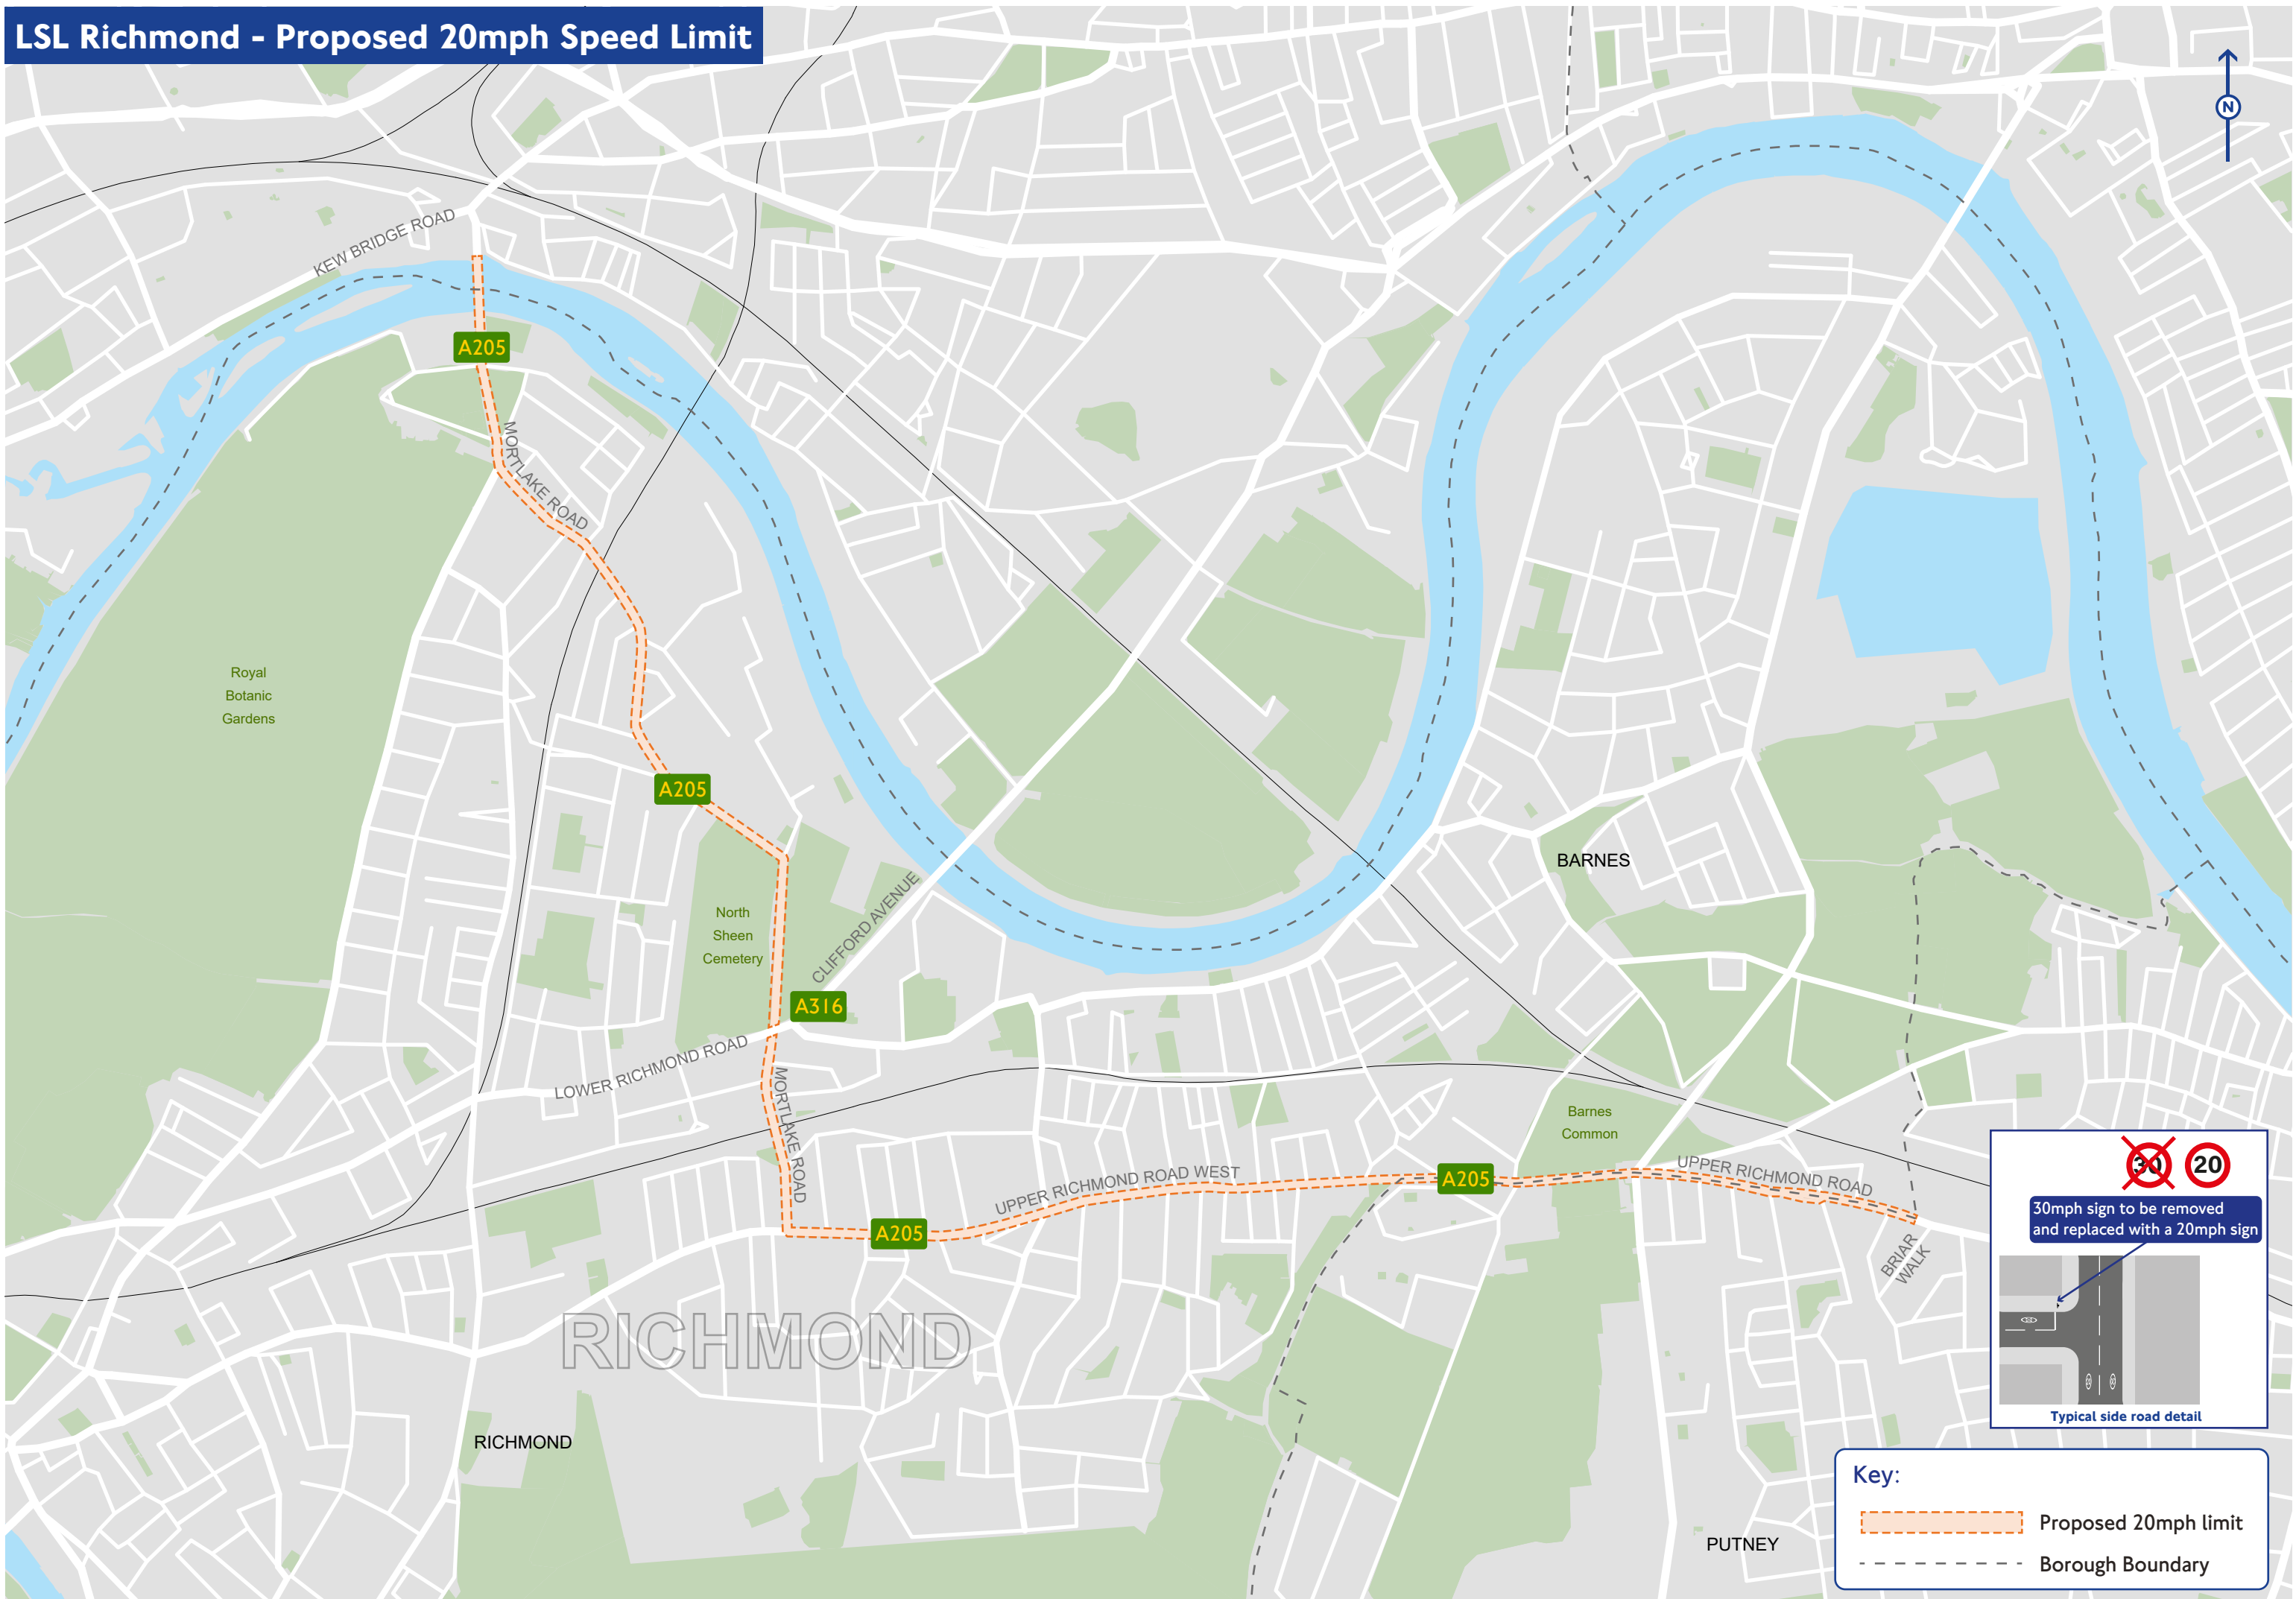 LSL Richmond - Proposed 20mph Speed Limit
N
KEW BRIDGE ROAD
A205
MORTLAKE ROAD
Royal
Botanic
Gardens
A205
BARNES
CLIFFORD AVENUE
North
Sheen
Cemetery
A316
LOWER RICHMOND ROAD
MORTLAKE ROAD
Barnes
Common
UPPER RICHMOND ROAD WEST
A205
UPPER RICHMOND ROAD
A205
BRIAR
WALK
RICHMOND
RICHMOND
PUTNEY
30
20
30mph sign to be removed
and replaced with a 20mph sign
Typical side road detail
Key:
Proposed 20mph limit
Borough Boundary